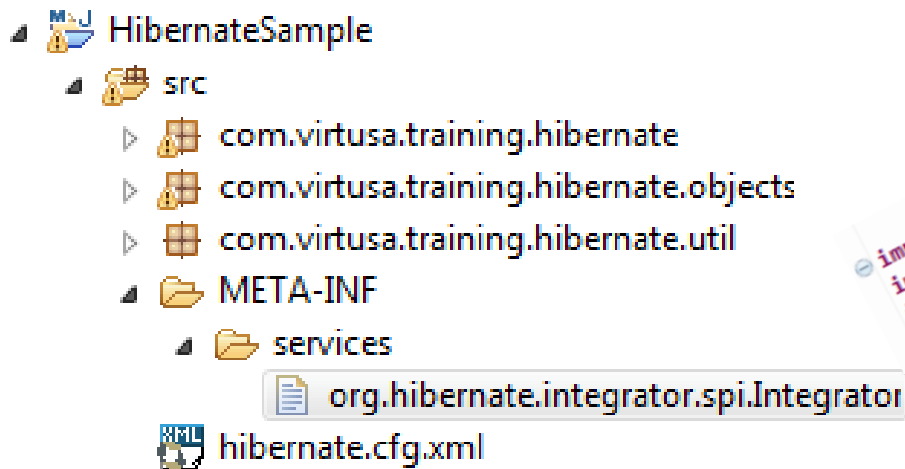 HibernateSample
src
com.virtusa.training.hibernate
com.virtusa.training.hibernate.objects
com.virtusa.training.hibernate.util
META-INF
services
org.hibernate.integrator.spi.Integrator
XML
hibernate.cfg.xml